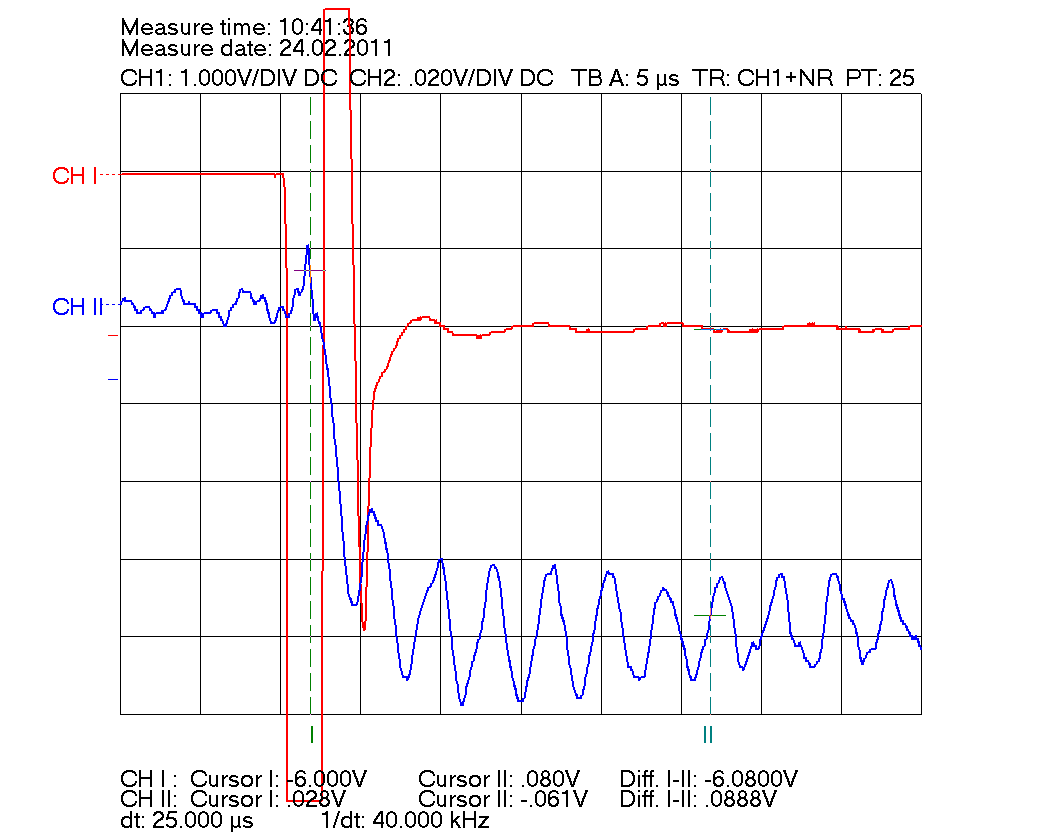 Measure time: 10:41:36
Measure date: 24.02.2011
CH1: 1.000V/DIV DC CH2: .020V/DIV DC TB A: 5 µs TR: CH1+NR PT: 25
CH I
CH II
I
II
CH I : Cursor I: -6.000V Cursor II: .080V Diff. I-II: -6.0800V
CH II: Cursor I: .028V Cursor II: -.061V Diff. I-II: .0888V
dt: 25.000 µs 1/dt: 40.000 kHz